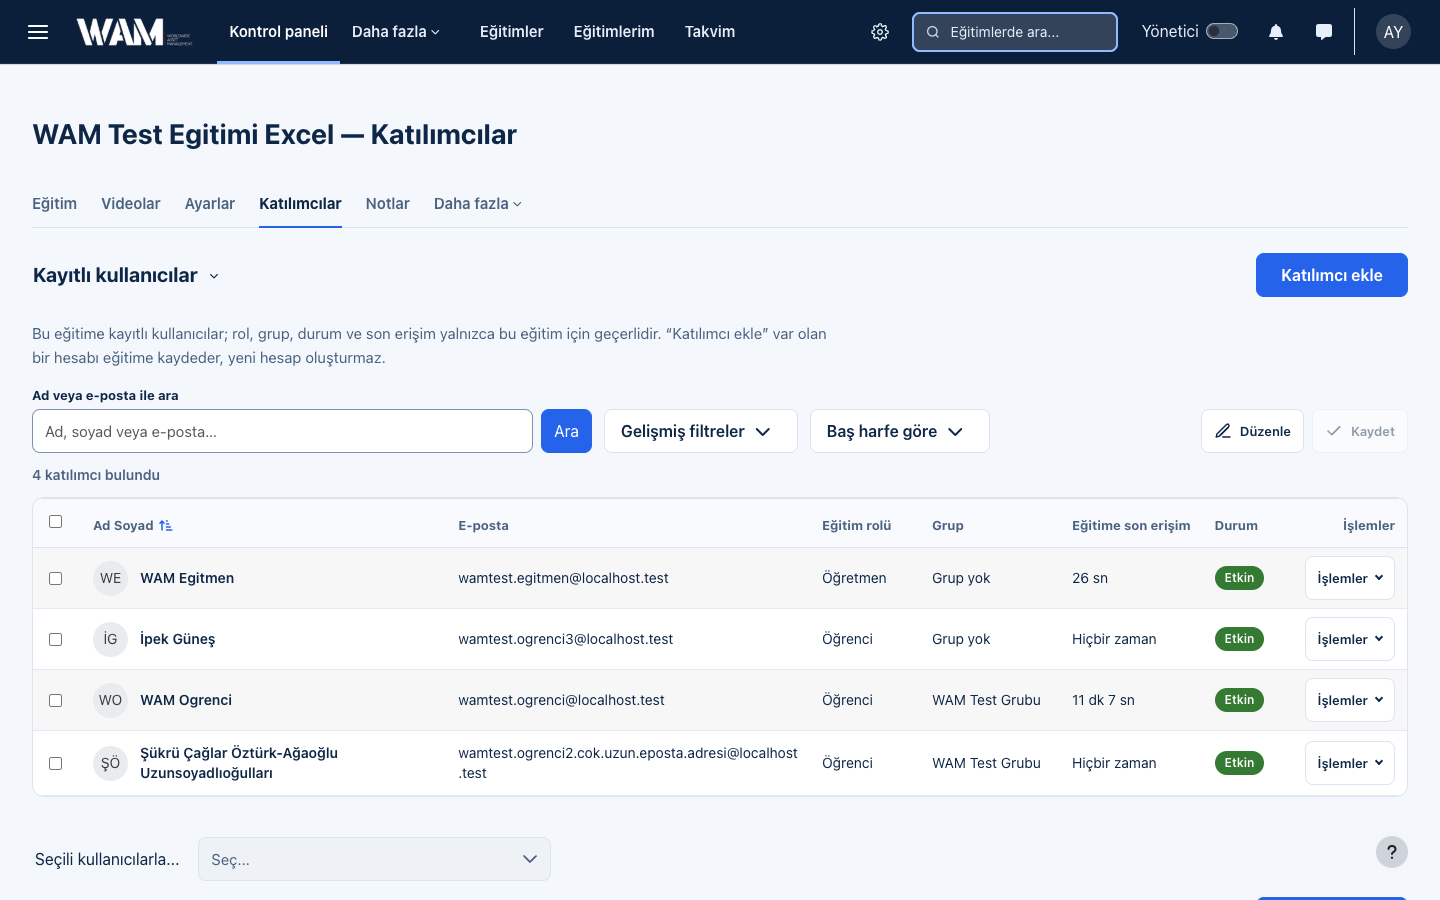 WAM WORLDWIDE ASSET MANAGEMENT
Kontrol paneli
Daha fazla
Eğitimler
Eğitimlerim
Takvim
Eğitimlerde ara...
Yönetici
AY
WAM Test Egitimi Excel — Katılımcılar
Eğitim
Videolar
Ayarlar
Katılımcılar
Notlar
Daha fazla
Kayıtlı kullanıcılar
Katılımcı ekle
Bu eğitime kayıtlı kullanıcılar; rol, grup, durum ve son erişim yalnızca bu eğitim için geçerlidir. “Katılımcı ekle” var olan
bir hesabı eğitime kaydeder, yeni hesap oluşturmaz.
Ad veya e-posta ile ara
Ad, soyad veya e-posta...
Ara
Gelişmiş filtreler
Baş harfe göre
Düzenle
Kaydet
4 katılımcı bulundu
Ad Soyad
E-posta
Eğitim rolü
Grup
Eğitime son erişim
Durum
İşlemler
WE
WAM Egitmen
wamtest.egitmen@localhost.test
Öğretmen
Grup yok
26 sn
Etkin
İşlemler
İG
İpek Güneş
wamtest.ogrenci3@localhost.test
Öğrenci
Grup yok
Hiçbir zaman
Etkin
İşlemler
WO
WAM Ogrenci
wamtest.ogrenci@localhost.test
Öğrenci
WAM Test Grubu
11 dk 7 sn
Etkin
İşlemler
ŞÖ
Şükrü Çağlar Öztürk-Ağaoğlu
Uzunsoyadlıoğulları
wamtest.ogrenci2.cok.uzun.eposta.adresi@localhost
.test
Öğrenci
WAM Test Grubu
Hiçbir zaman
Etkin
İşlemler
Seçili kullanıcılarla...
Seç...
?